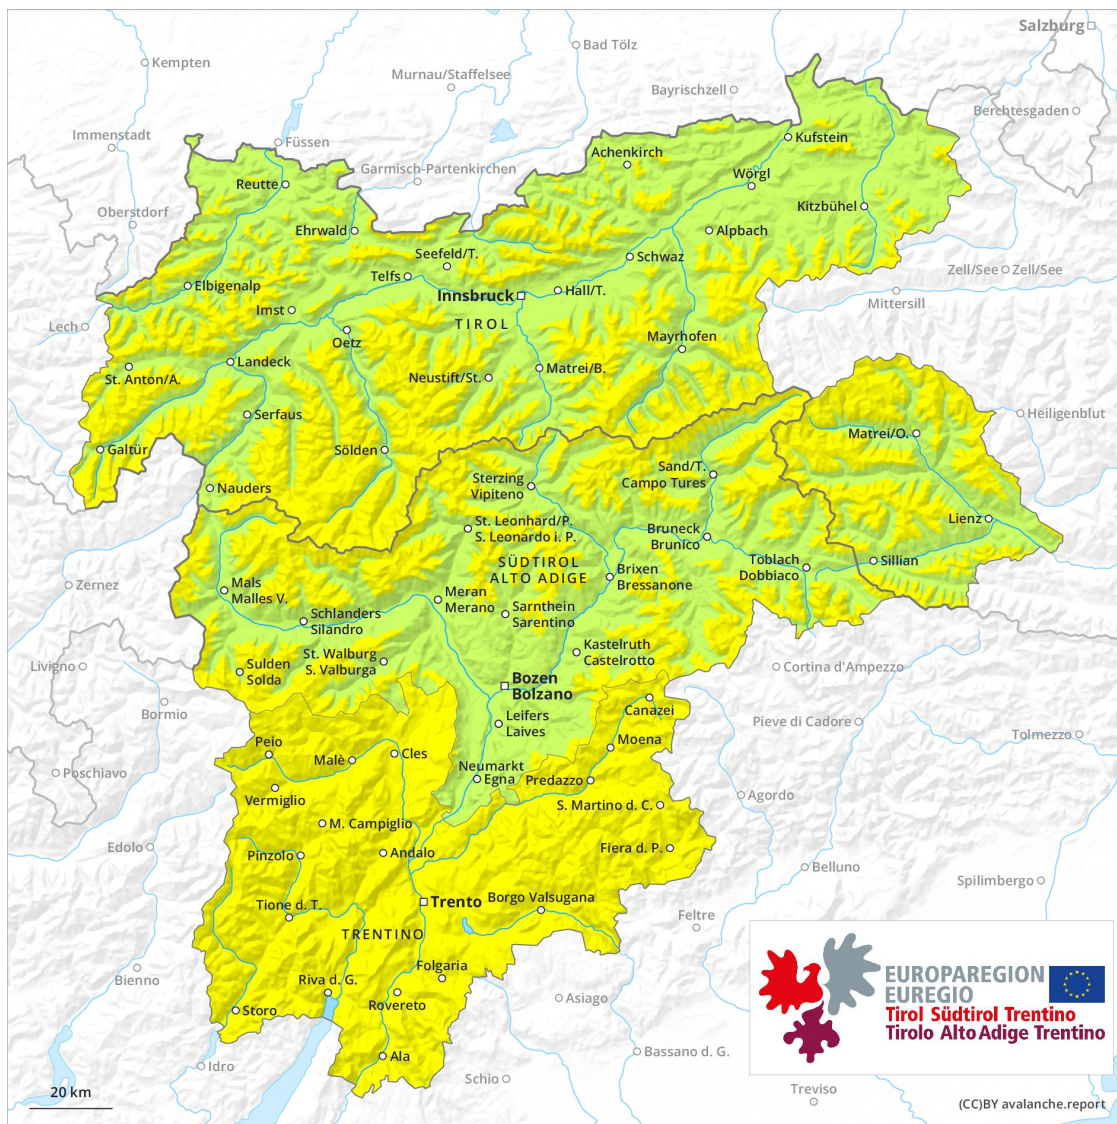 Salzburg
Bad Tölz
Kempten
Murnau/Staffelsee
Bayrischzell
Berchtesgaden
Immenstadt
Füssen
Kufstein
Achenkirch
Garmisch-Partenkirchen
Wörgl
Reutte
Kitzbühel
Oberstdorf
Ehrwald
Alpbach
Seefeld/T.
Schwaz
Telfs
Zell/See
Zell/See
Elbigenalp
Innsbruck
Hall/T.
Mittersill
Imst
TIROL
Lech
Oetz
Mayrhofen
Landeck
St. Anton/A.
Matrei/B.
Neustift/St.
Serfaus
Heiligenblut
Matrei/O.
Galtür
Sölden
Sand/T.
Campo Tures
Sterzing
Vipiteno
Nauders
Lienz
St. Leonhard/P.
S. Leonardo i. P.
Bruneck
Brunico
SÜDTIROL
ALTO ADIGE
Toblach
Dobbiaco
Sillian
Brixen
Bressanone
Zernez
Mals
Malles V.
Meran
Merano
Sarnthein
Sarentino
Schlanders
Silandro
Kastelruth
Castelrotto
St. Walburg
S. Valburga
Livigno
Sulden
Solda
Cortina d'Ampezzo
Bozen
Bolzano
Canazei
Bormio
Leifers
Laives
Pieve di Cadore
Tolmezzo
Peio
Moena
Cles
Malè
Poschiavo
Neumarkt
Egna
Predazzo
Vermiglio
Agordo
S. Martino d. C.
M. Campiglio
Edolo
Pinzolo
Andalo
Fiera d. P.
Belluno
Spilimbergo
Trento
Borgo Valsugana
Tione d. T.
Feltre
TRENTINO
Folgaria
Bienno
Riva d. G.
Rovereto
Asiago
Storo
EUROPAREGION
EUREGIO
Tirol Südtirol Trentino
Tirolo Alto Adige Trentino
Ala
Bassano d. G.
Idro
Schio
Treviso
20 km
(CC)BY avalanche.report